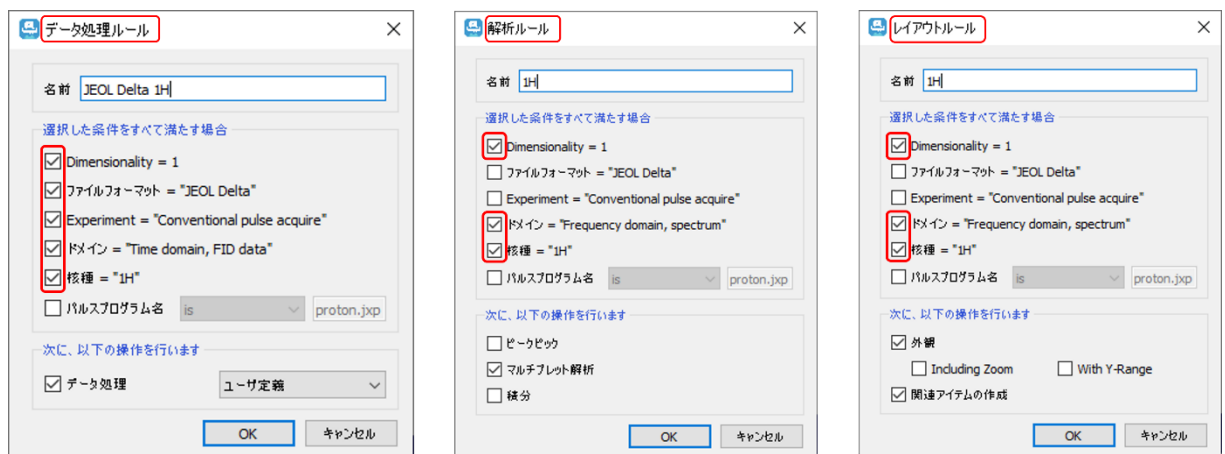 データ処理ルール
名前 JEOL Delta 1H
選択した条件をすべて満たす場合
Dimensionality = 1
ファイルフォーマット = "JEOL Delta"
Experiment = "Conventional pulse acquire"
ドメイン = "Time domain, FID data"
核種 = "1H"
パルスプログラム名 is proton.jxp
次に、以下の操作を行います
データ処理 ユーザ定義
OK キャンセル
解析ルール
名前 1H
選択した条件をすべて満たす場合
Dimensionality = 1
ファイルフォーマット = "JEOL Delta"
Experiment = "Conventional pulse acquire"
ドメイン = "Frequency domain, spectrum"
核種 = "1H"
パルスプログラム名 is proton.jxp
次に、以下の操作を行います
ピークピック
マルチプレット解析
積分
OK キャンセル
レイアウトルール
名前 1H
選択した条件をすべて満たす場合
Dimensionality = 1
ファイルフォーマット = "JEOL Delta"
Experiment = "Conventional pulse acquire"
ドメイン = "Frequency domain, spectrum"
核種 = "1H"
パルスプログラム名 is proton.jxp
次に、以下の操作を行います
外観
Including Zoom With Y-Range
関連アイテムの作成
OK キャンセル